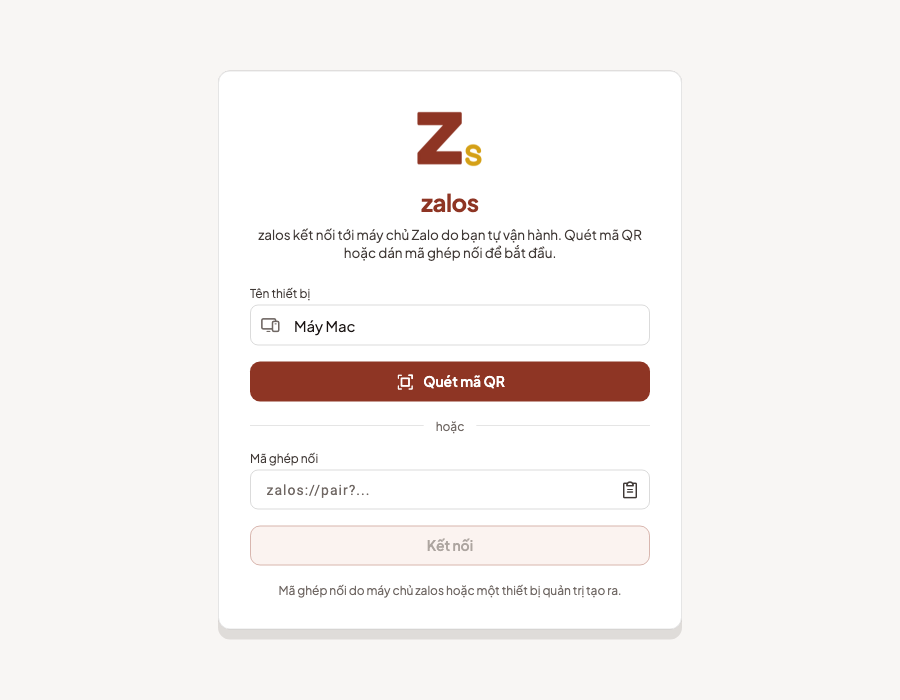 Zs
zalos
zalos kết nối tới máy chủ Zalo do bạn tự vận hành. Quét mã QR
hoặc dán mã ghép nối để bắt đầu.
Tên thiết bị
Máy Mac
Quét mã QR
hoặc
Mã ghép nối
zalos://pair?...
Kết nối
Mã ghép nối do máy chủ zalos hoặc một thiết bị quản trị tạo ra.